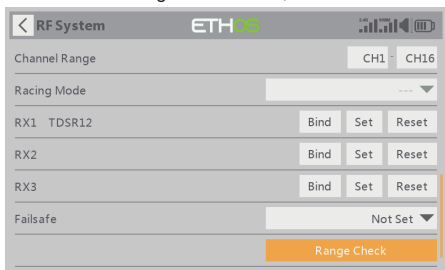 RF System ETHOS
Channel Range CH1 - CH16
Racing Mode ---
RX1 TDSR12 Bind Set Reset
RX2 Bind Set Reset
RX3 Bind Set Reset
Failsafe Not Set
Range Check